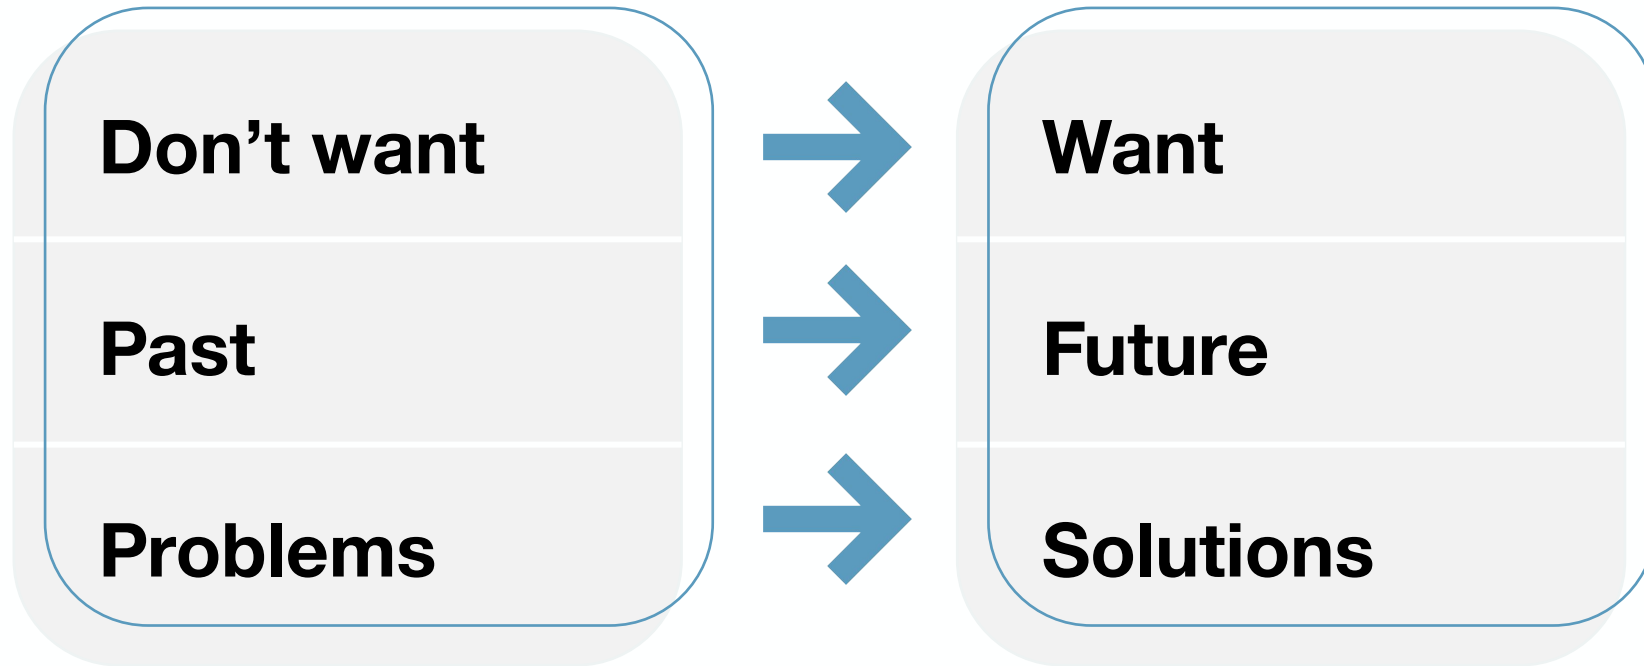 Don’t want
Want
Past
Future
Problems
Solutions